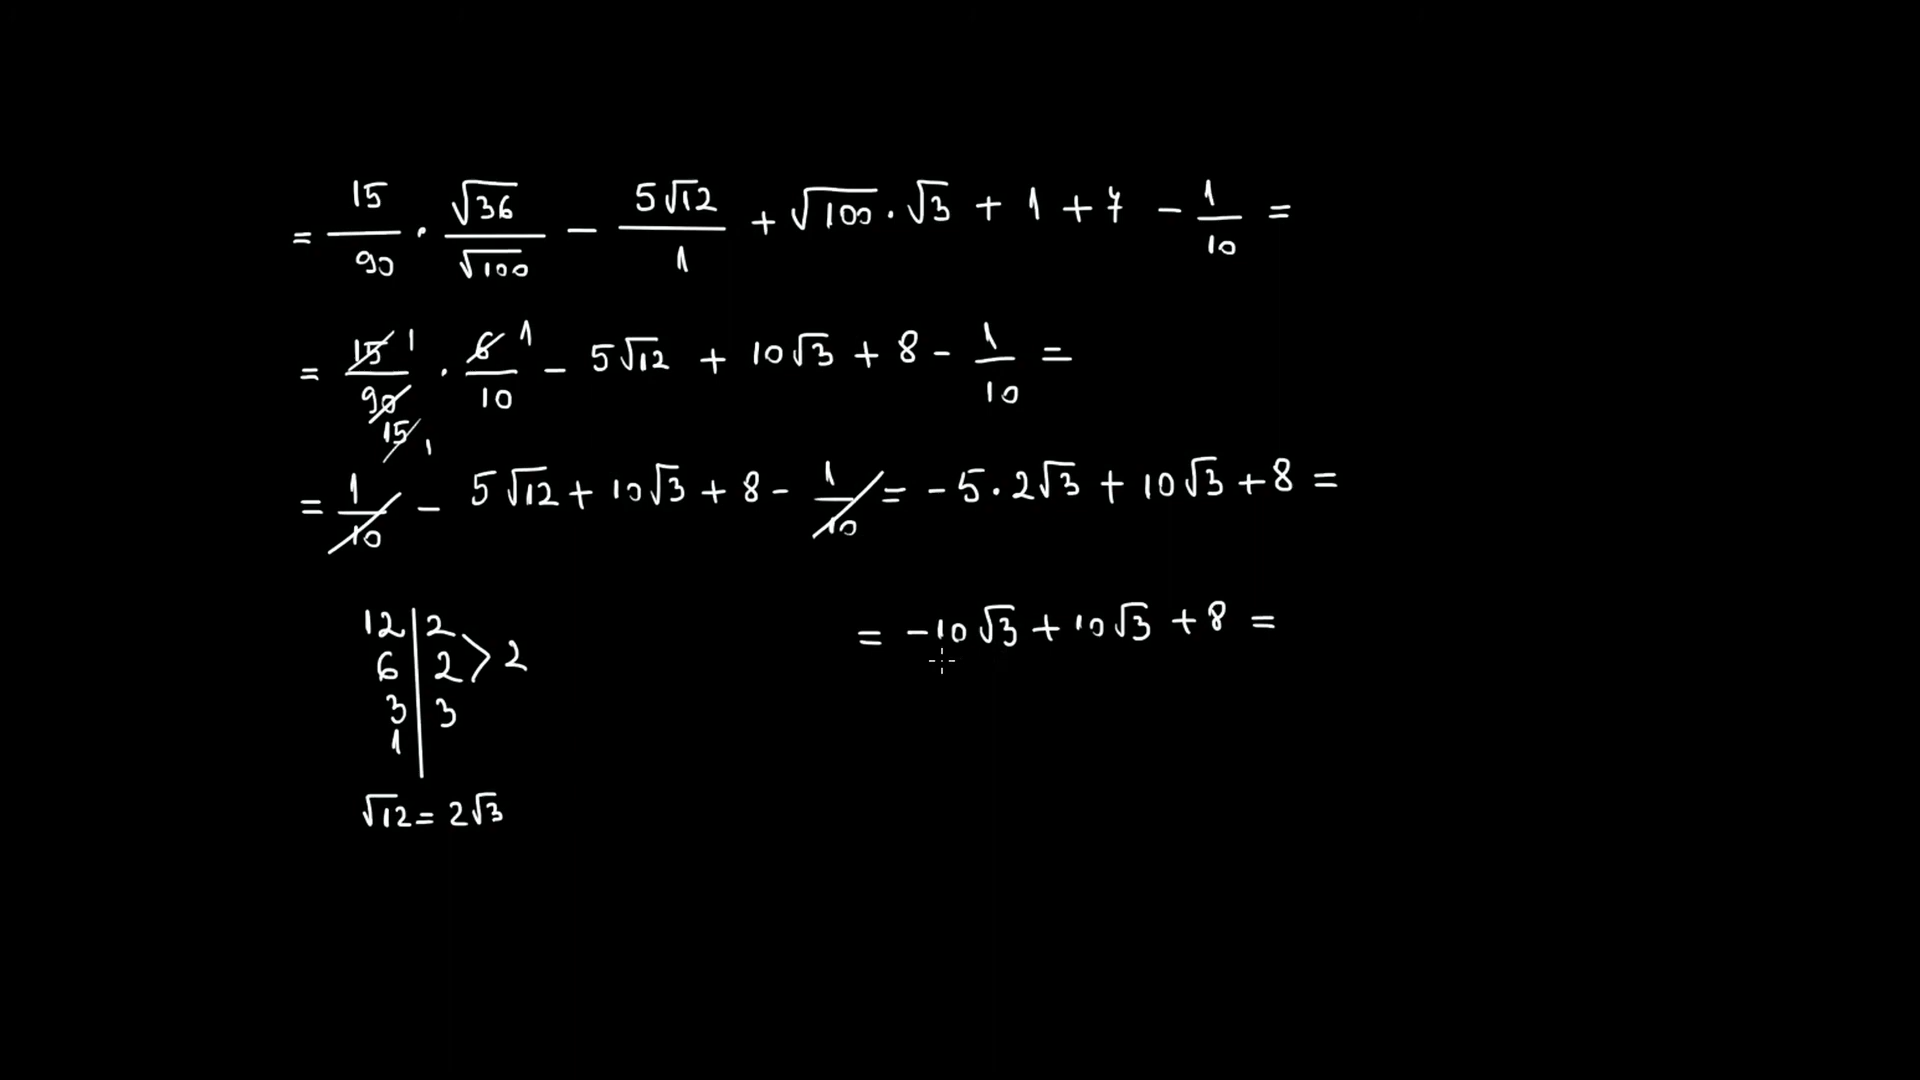 = 15/90 · √36/√100 − 5√12/1 + √100 · √3 + 1 + 7 − 1/10 =
= 15 1/90 15 1 · 6 1/10 − 5√12 + 10√3 + 8 − 1/10 =
= 1/10 − 5√12 + 10√3 + 8 − 1/10 = − 5 · 2√3 + 10√3 + 8 =
= −10√3 + 10√3 + 8 =
12 | 2
6 | 2 > 2
3 | 3
1 |
√12 = 2√3